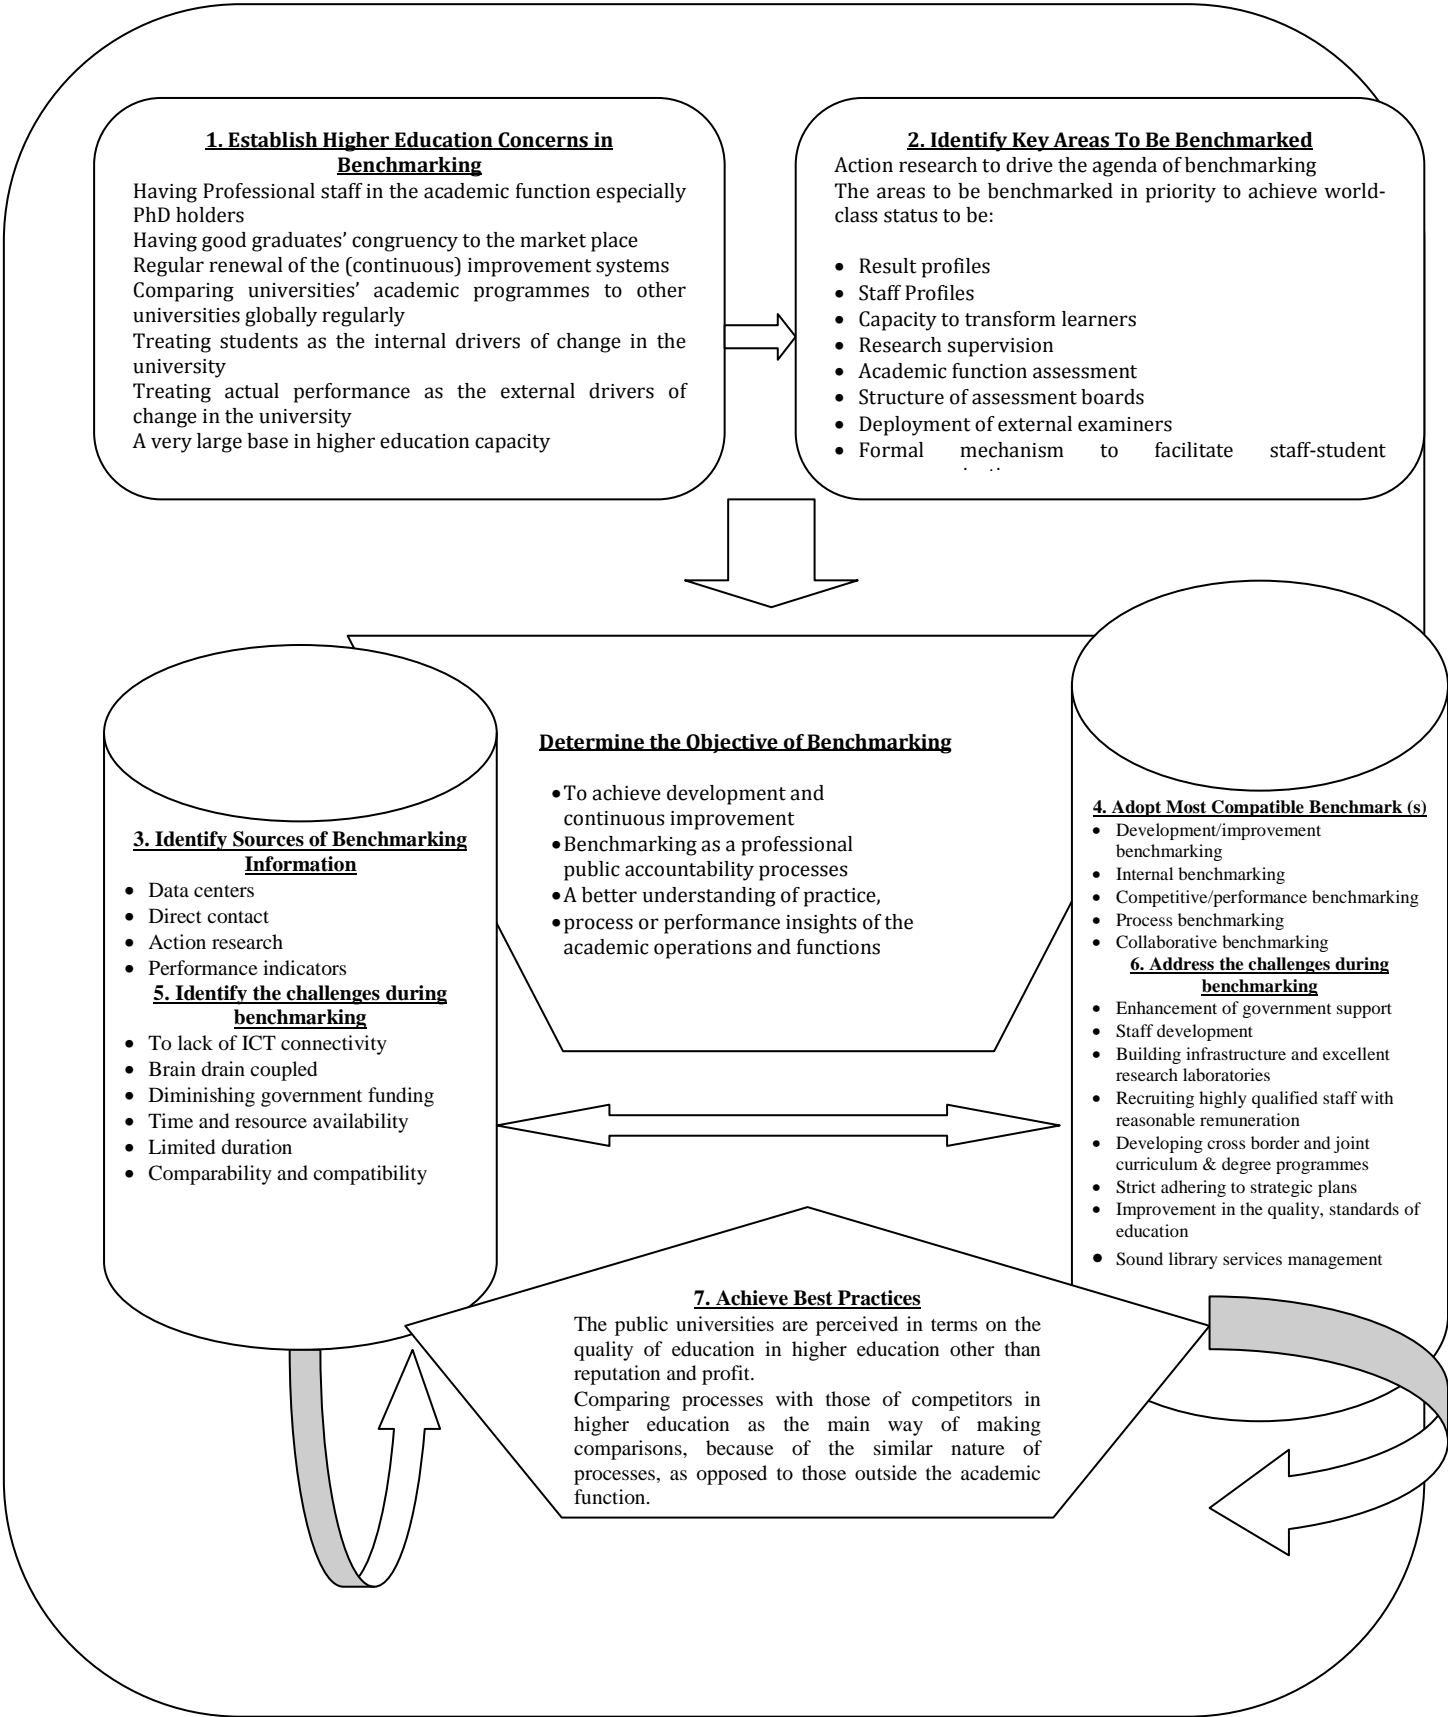 1. Establish Higher Education Concerns in
Benchmarking
Having Professional staff in the academic function especially
PhD holders
Having good graduates’ congruency to the market place
Regular renewal of the (continuous) improvement systems
Comparing universities’ academic programmes to other
universities globally regularly
Treating students as the internal drivers of change in the
university
Treating actual performance as the external drivers of
change in the university
A very large base in higher education capacity
2. Identify Key Areas To Be Benchmarked
Action research to drive the agenda of benchmarking
The areas to be benchmarked in priority to achieve world-
class status to be:
• Result profiles
• Staff Profiles
• Capacity to transform learners
• Research supervision
• Academic function assessment
• Structure of assessment boards
• Deployment of external examiners
• Formal mechanism to facilitate staff-student
Determine the Objective of Benchmarking
• To achieve development and
continuous improvement
• Benchmarking as a professional
public accountability processes
• A better understanding of practice,
• process or performance insights of the
academic operations and functions
3. Identify Sources of Benchmarking
Information
• Data centers
• Direct contact
• Action research
• Performance indicators
5. Identify the challenges during
benchmarking
• To lack of ICT connectivity
• Brain drain coupled
• Diminishing government funding
• Time and resource availability
• Limited duration
• Comparability and compatibility
4. Adopt Most Compatible Benchmark (s)
• Development/improvement
benchmarking
• Internal benchmarking
• Competitive/performance benchmarking
• Process benchmarking
• Collaborative benchmarking
6. Address the challenges during
benchmarking
• Enhancement of government support
• Staff development
• Building infrastructure and excellent
research laboratories
• Recruiting highly qualified staff with
reasonable remuneration
• Developing cross border and joint
curriculum & degree programmes
• Strict adhering to strategic plans
• Improvement in the quality, standards of
education
• Sound library services management
7. Achieve Best Practices
The public universities are perceived in terms on the
quality of education in higher education other than
reputation and profit.
Comparing processes with those of competitors in
higher education as the main way of making
comparisons, because of the similar nature of
processes, as opposed to those outside the academic
function.